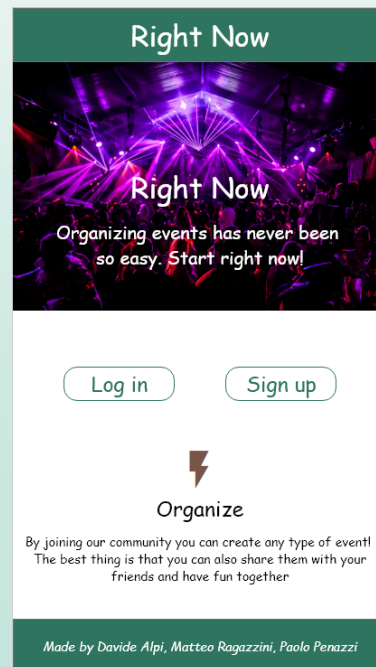 Right Now
Right Now
Organizing events has never been
so easy. Start right now!
Log in
Sign up
Organize
By joining our community you can create any type of event!
The best thing is that you can also share them with your
friends and have fun together
Made by Davide Alpi, Matteo Ragazzini, Paolo Penazzi